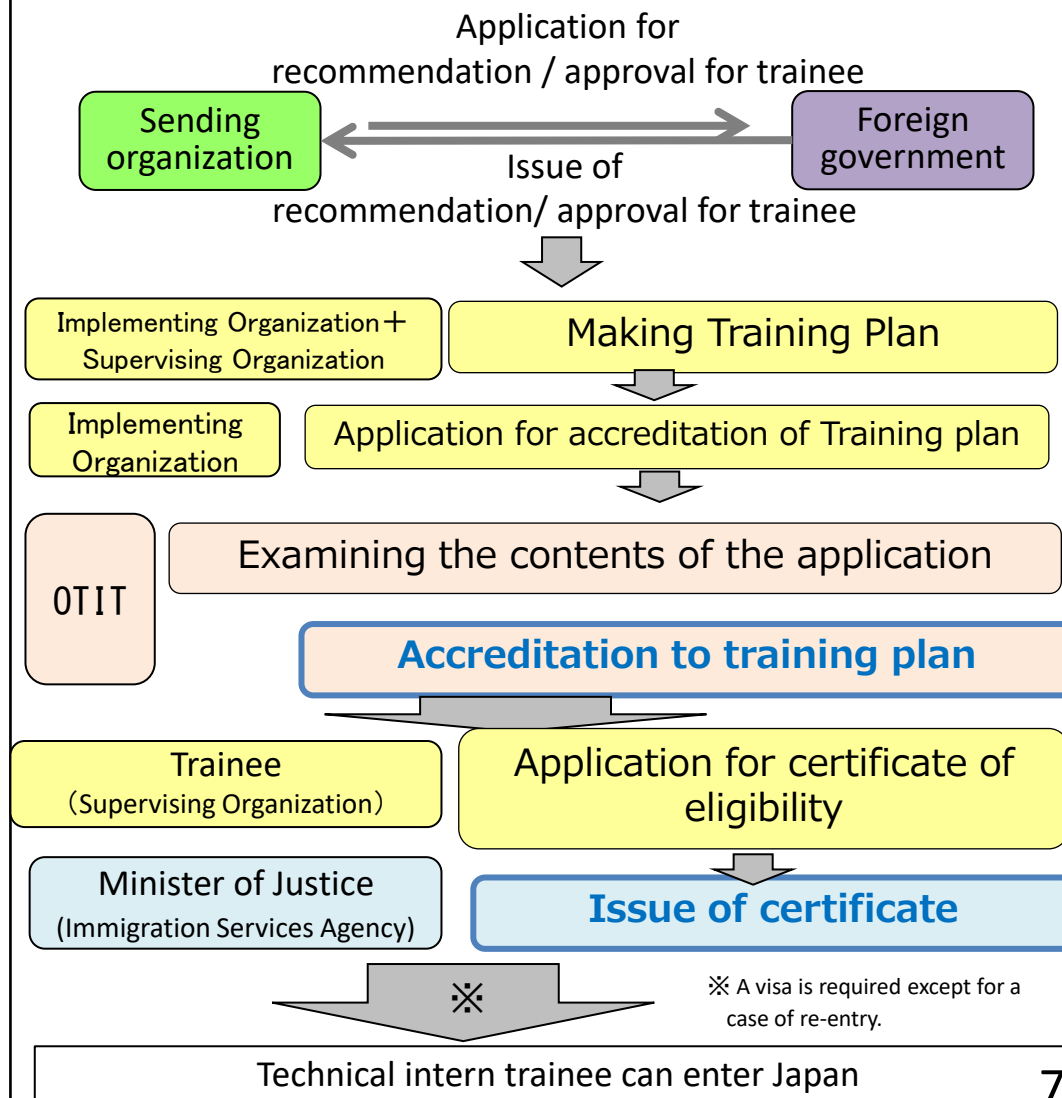 Application for
recommendation / approval for trainee
Sending
organization
Foreign
government
Issue of
recommendation/ approval for trainee
Implementing Organization＋
Supervising Organization
Making Training Plan
Implementing
Organization
Application for accreditation of Training plan
OTIT
Examining the contents of the application
Accreditation to training plan
Trainee
（Supervising Organization）
Application for certificate of
eligibility
Minister of Justice
(Immigration Services Agency)
Issue of certificate
※
※ A visa is required except for a
case of re-entry.
Technical intern trainee can enter Japan
7